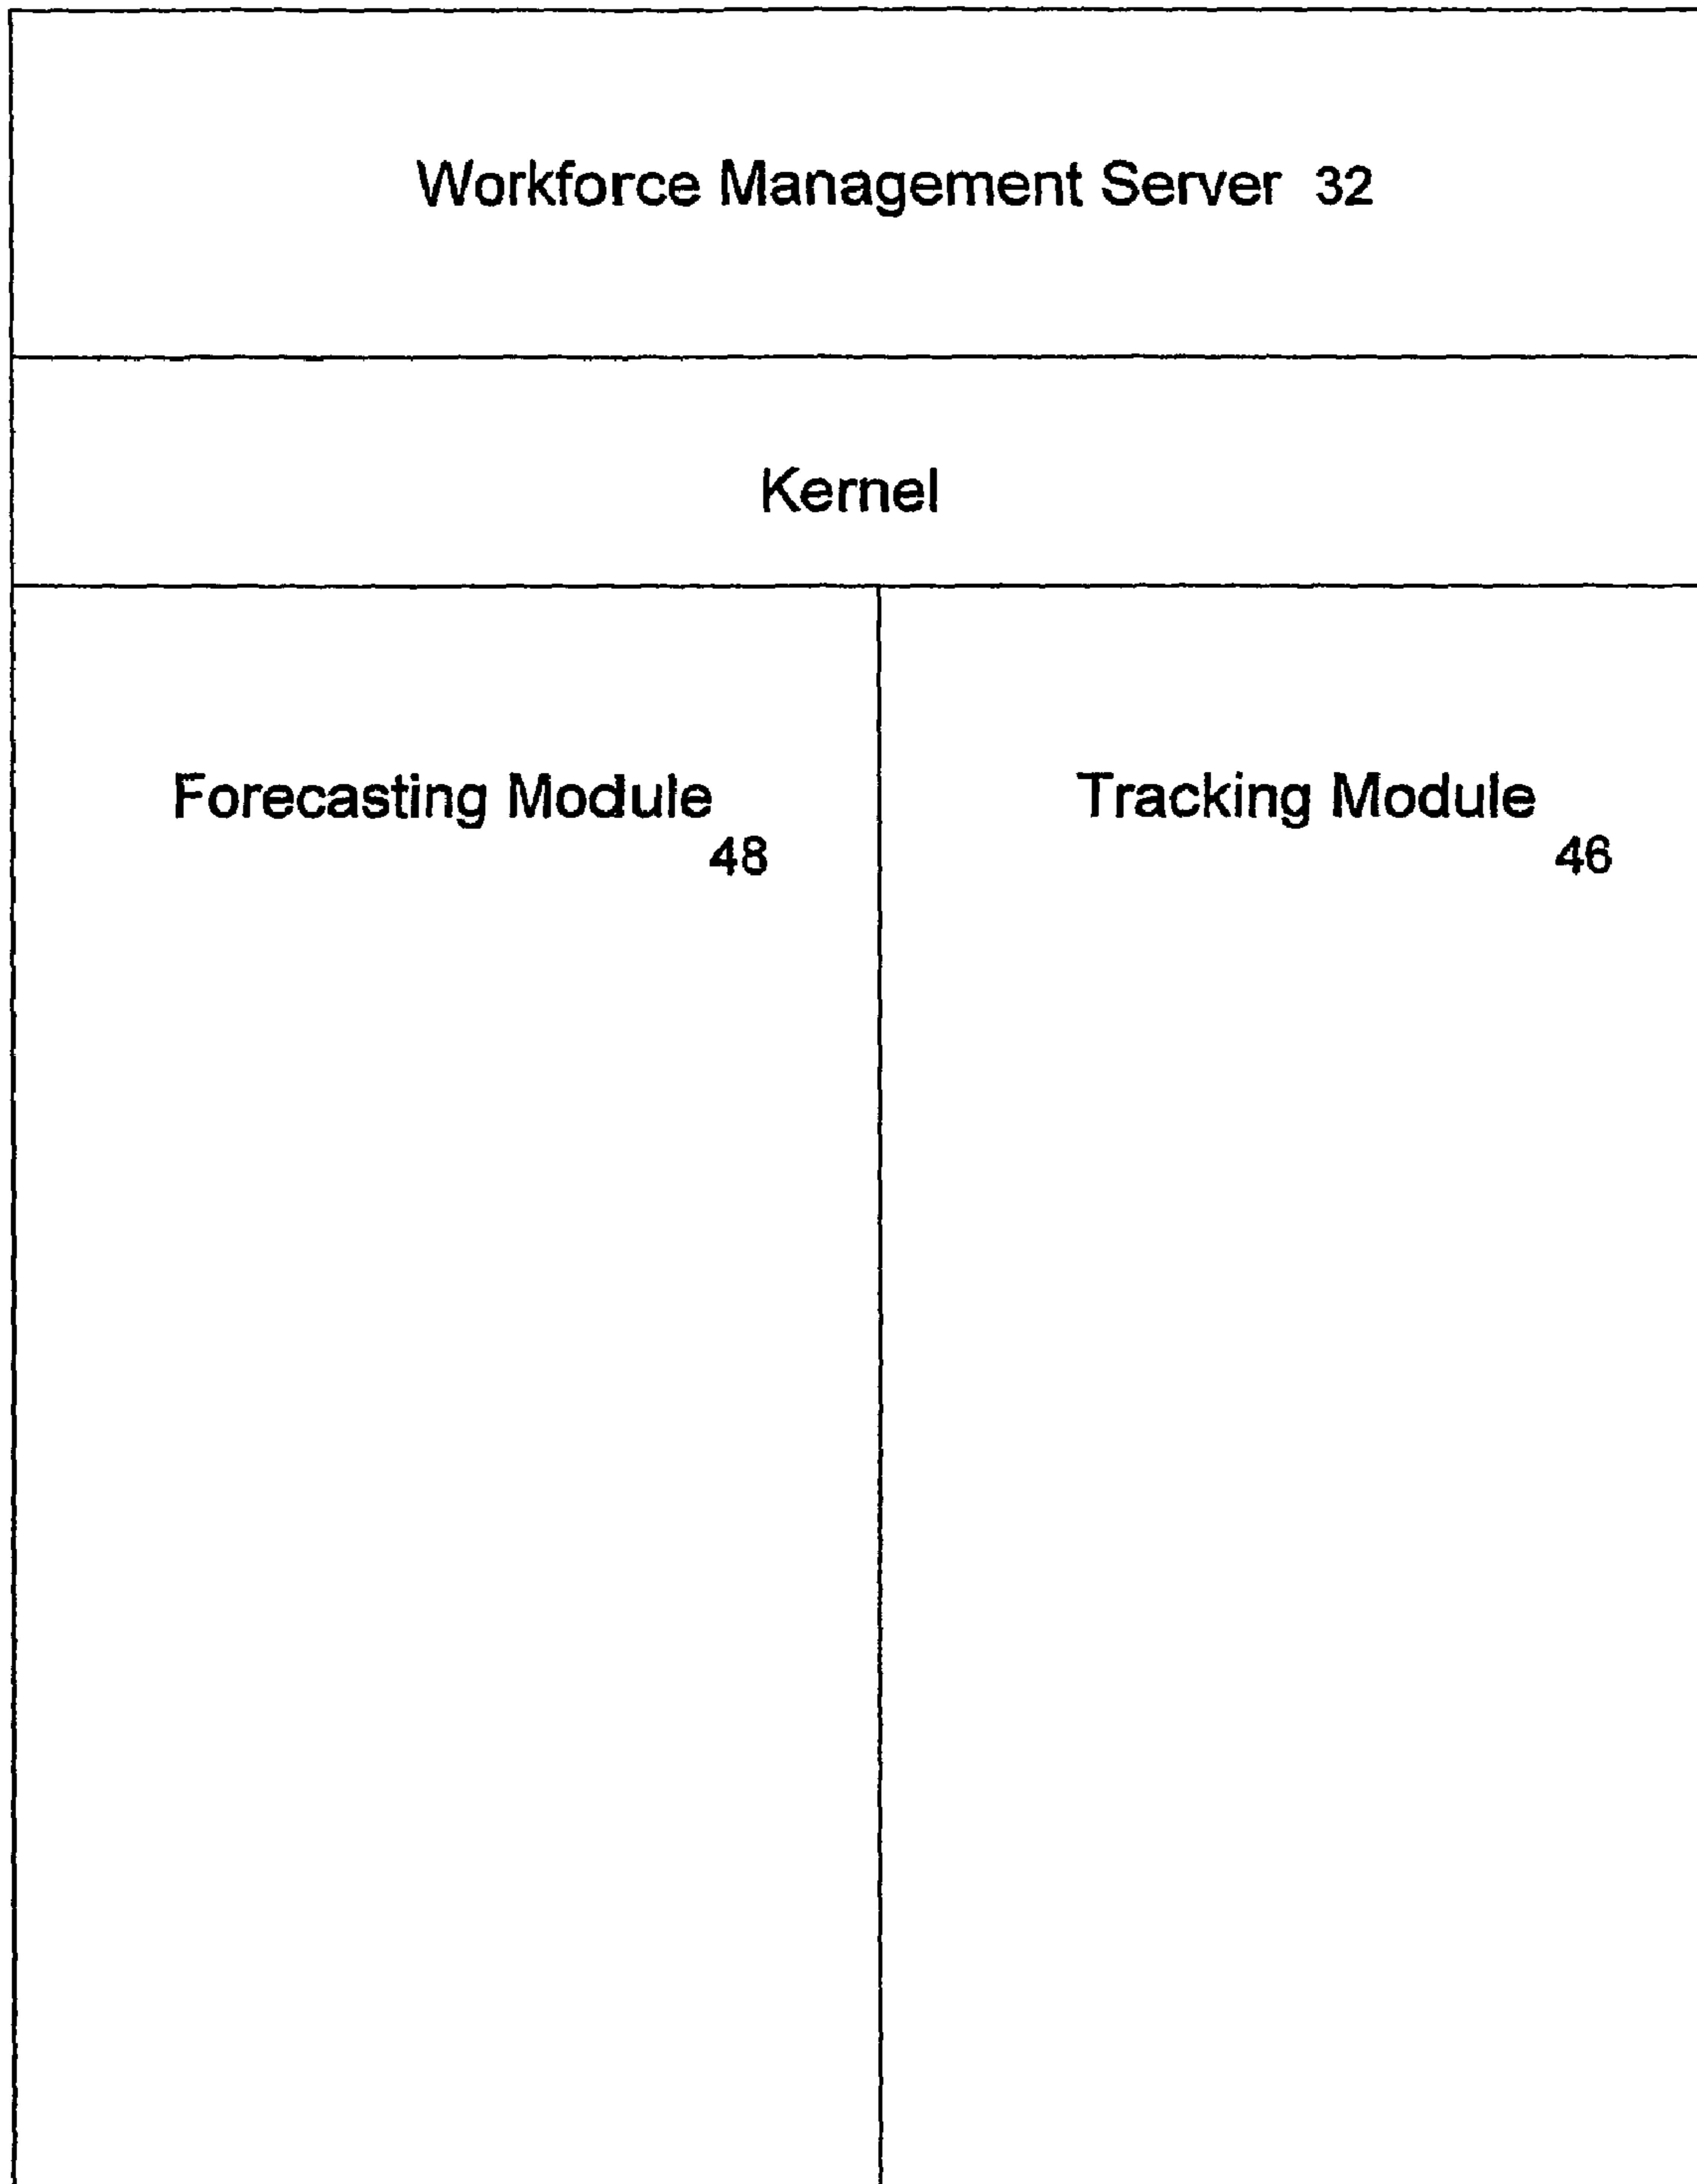 Workforce Management Server 32
Kernel
Forecasting Module
48
Tracking Module
46